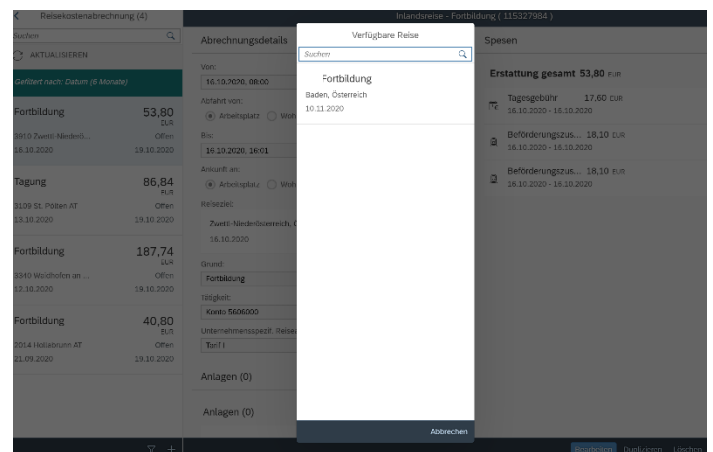 Reisekostenabrechnung (4)
Suchen
AKTUALISIEREN
Gefiltert nach: Datum (6 Monate)
Fortbildung 53,80
EUR
3910 Zwettl-Niederö... Offen
16.10.2020 19.10.2020
Tagung 86,84
EUR
3109 St. Pölten AT Offen
13.10.2020 19.10.2020
Fortbildung 187,74
EUR
3340 Waidhofen an ... Offen
12.10.2020 19.10.2020
Fortbildung 40,80
EUR
2014 Hollabrunn AT Offen
21.09.2020 19.10.2020
Inlandsreise - Fortbildung ( 115327984 )
Abrechnungsdetails
Von:
16.10.2020, 08:00
Abfahrt von:
Arbeitsplatz Woh
Bis:
16.10.2020, 16:01
Ankunft an:
Arbeitsplatz Woh
Reiseziel:
Zwettl-Niederösterreich,
16.10.2020
Grund:
Fortbildung
Tätigkeit:
Konto 5606000
Unternehmensspezif. Reisea
Tarif I
Anlagen (0)
Anlagen (0)
Verfügbare Reise
Suchen
Fortbildung
Baden, Österreich
10.11.2020
Abbrechen
Spesen
Erstattung gesamt 53,80 EUR
Tagesgebühr 17,60 EUR
16.10.2020 - 16.10.2020
Beförderungszus... 18,10 EUR
16.10.2020 - 16.10.2020
Beförderungszus... 18,10 EUR
16.10.2020 - 16.10.2020
Bearbeiten Duplizieren Löschen